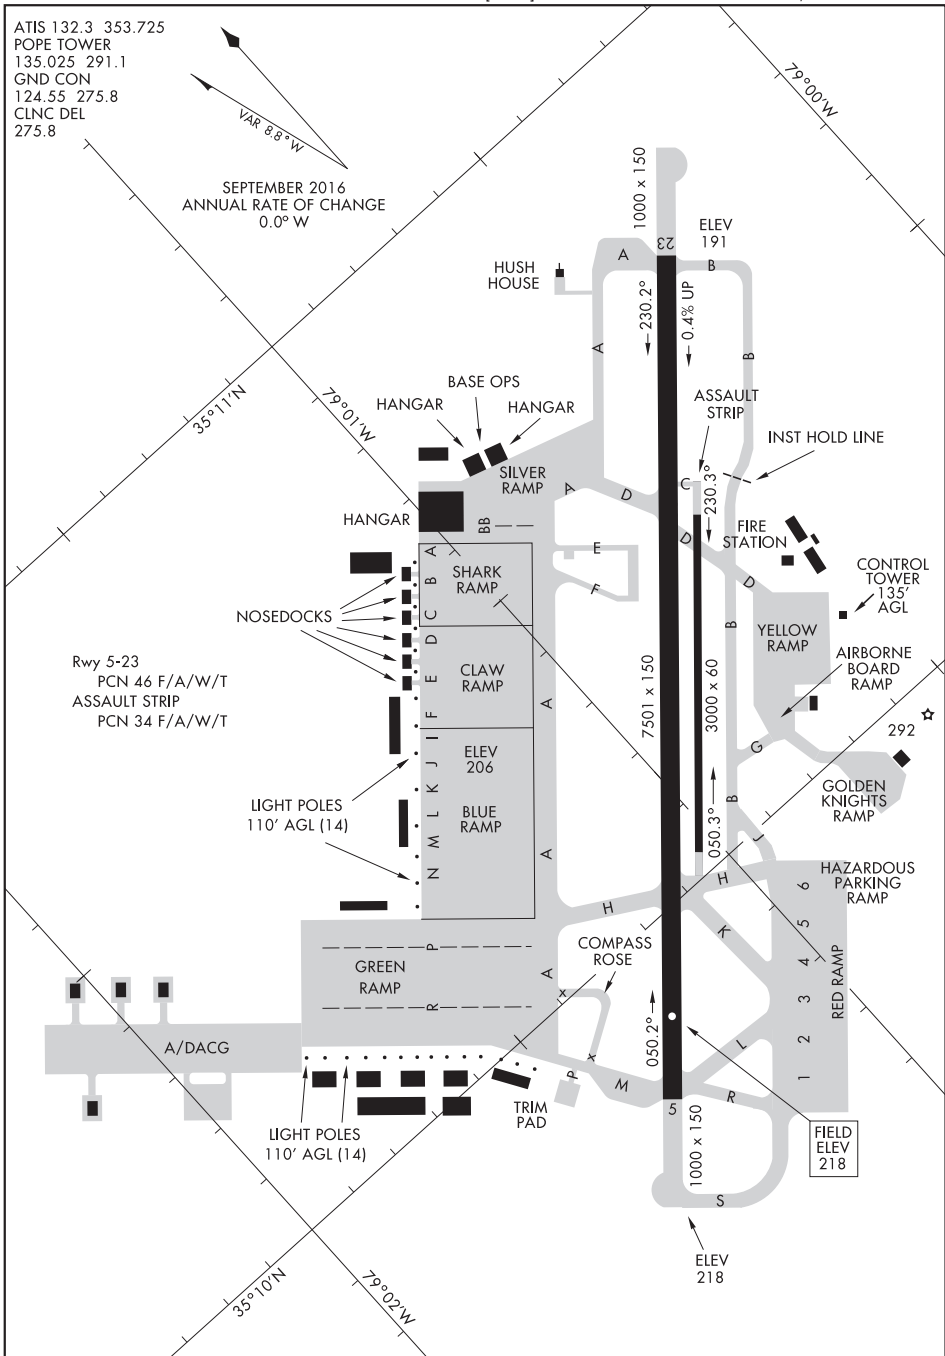 ATIS 132.3 353.725
POPE TOWER
135.025 291.1
GND CON
124.55 275.8
CLNC DEL
275.8
VAR 8.8° W
SEPTEMBER 2016
ANNUAL RATE OF CHANGE
0.0° W
79°00'W
1000 x 150
ELEV
191
23
A
B
HUSH
HOUSE
230.2°
0.4% UP
A
B
35°11'N
79°01'W
BASE OPS
HANGAR
HANGAR
ASSAULT
STRIP
INST HOLD LINE
SILVER
RAMP
A
D
C
230.3°
HANGAR
BB
FIRE
STATION
D
E
F
D
A
B
C
D
E
F
I
J
K
L
M
N
SHARK
RAMP
CONTROL
TOWER
135'
AGL
NOSEDOCKS
B
YELLOW
RAMP
Rwy 5-23
PCN 46 F/A/W/T
ASSAULT STRIP
PCN 34 F/A/W/T
CLAW
RAMP
A
7501 x 150
3000 x 60
AIRBORNE
BOARD
RAMP
292
ELEV
206
G
GOLDEN
KNIGHTS
RAMP
LIGHT POLES
110' AGL (14)
BLUE
RAMP
A
050.3°
B
J
H
HAZARDOUS
PARKING
RAMP
H
K
6
5
4
3
2
1
RED RAMP
P
GREEN
RAMP
R
A
COMPASS
ROSE
x
x
050.2°
L
A/DACG
P
M
R
5
TRIM
PAD
LIGHT POLES
110' AGL (14)
1000 x 150
FIELD
ELEV
218
S
ELEV
218
35°10'N
79°02'W